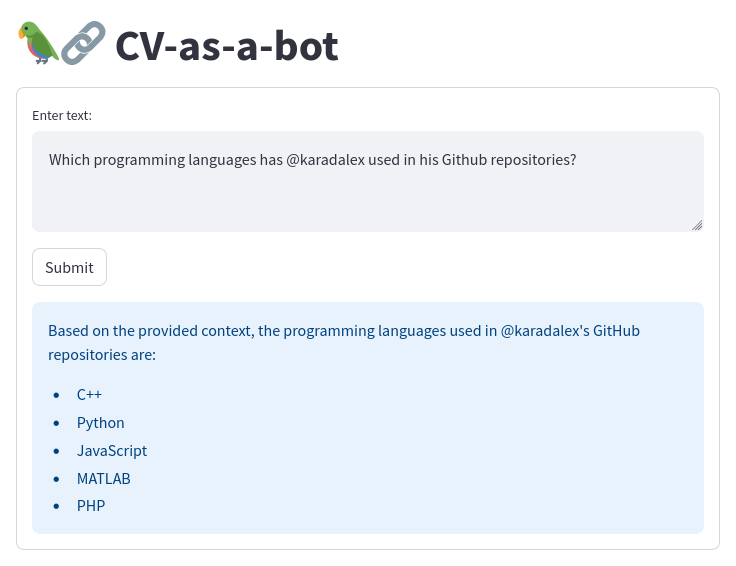 🦜🔗 CV-as-a-bot
Enter text:
Which programming languages has @karadalex used in his Github repositories?
Submit
Based on the provided context, the programming languages used in @karadalex's GitHub
repositories are:
• C++
• Python
• JavaScript
• MATLAB
• PHP